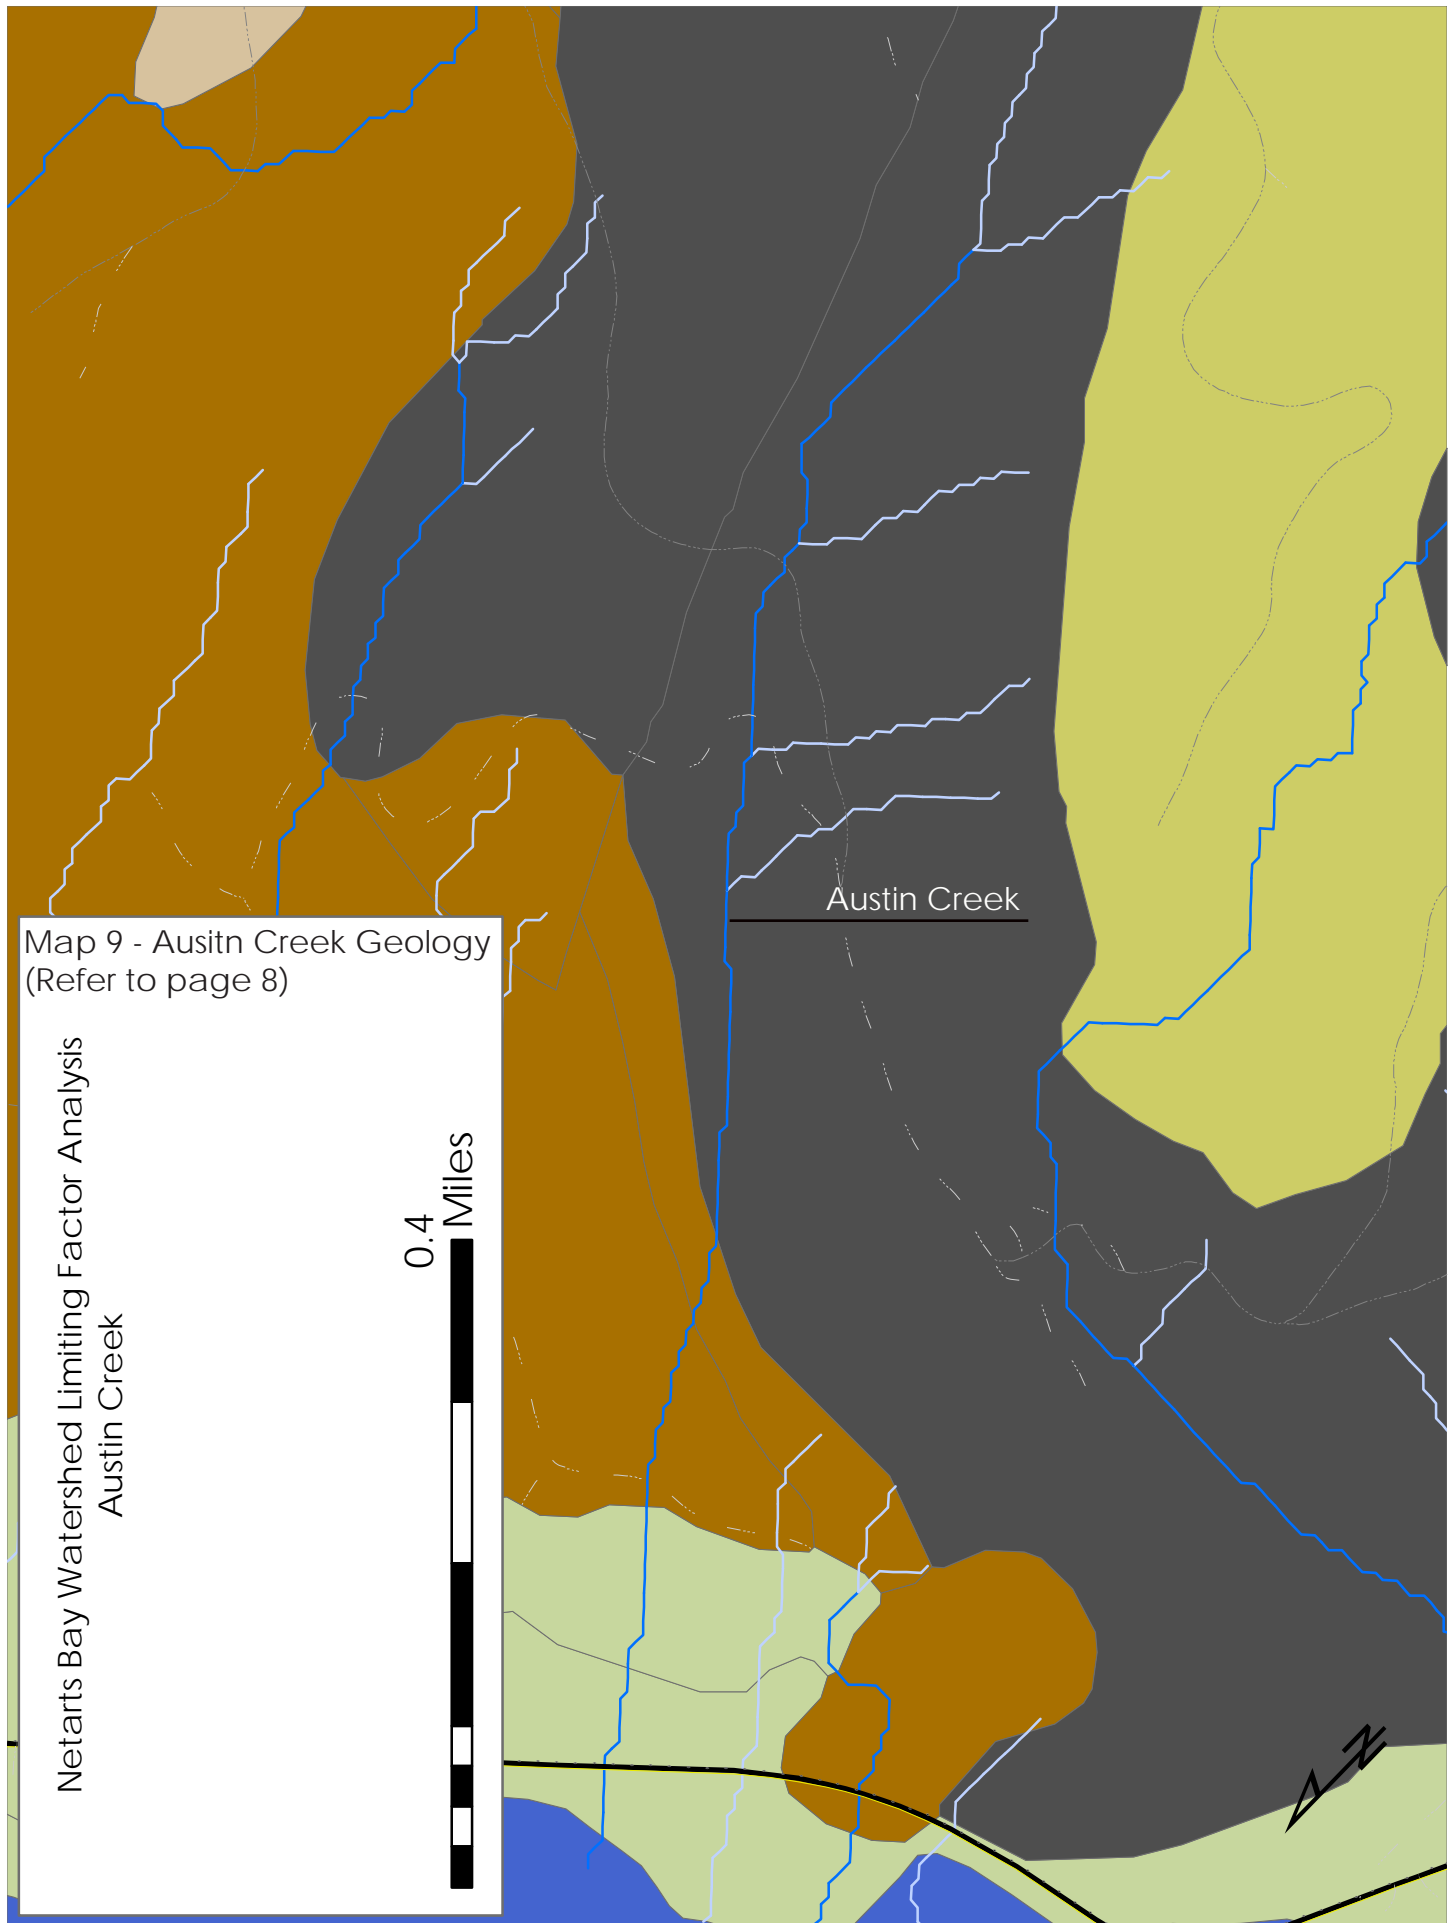 Austin Creek
Map 9 - Ausitn Creek Geology
(Refer to page 8)
Netarts Bay Watershed Limiting Factor Analysis
Austin Creek
0.4
Miles
N